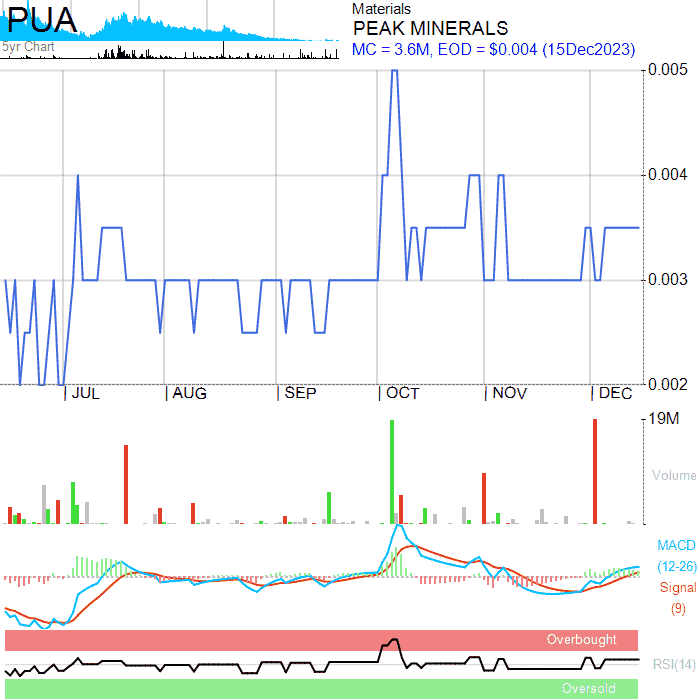 PUA
5yr Chart
Materials
PEAK MINERALS
MC = 3.6M, EOD = $0.004 (15Dec2023)
0.005
0.004
0.003
0.002
JUL
AUG
SEP
OCT
NOV
DEC
19M
Volume
MACD
(12-26)
Signal
(9)
Overbought
RSI(14)
Oversold